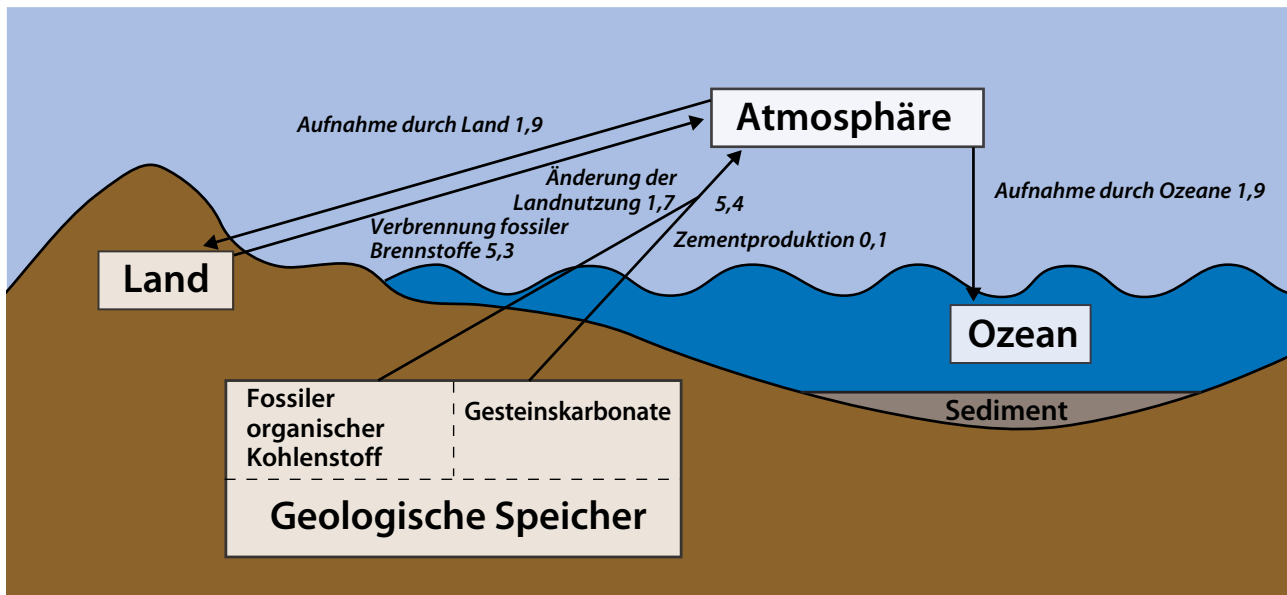 Atmosphäre
Aufnahme durch Land 1,9
Änderung der
Landnutzung 1,7
5,4
Aufnahme durch Ozeane 1,9
Verbrennung fossiler
Brennstoffe 5,3
Zementproduktion 0,1
Land
Ozean
Fossiler
organischer
Kohlenstoff
Gesteinskarbonate
Sediment
Geologische Speicher